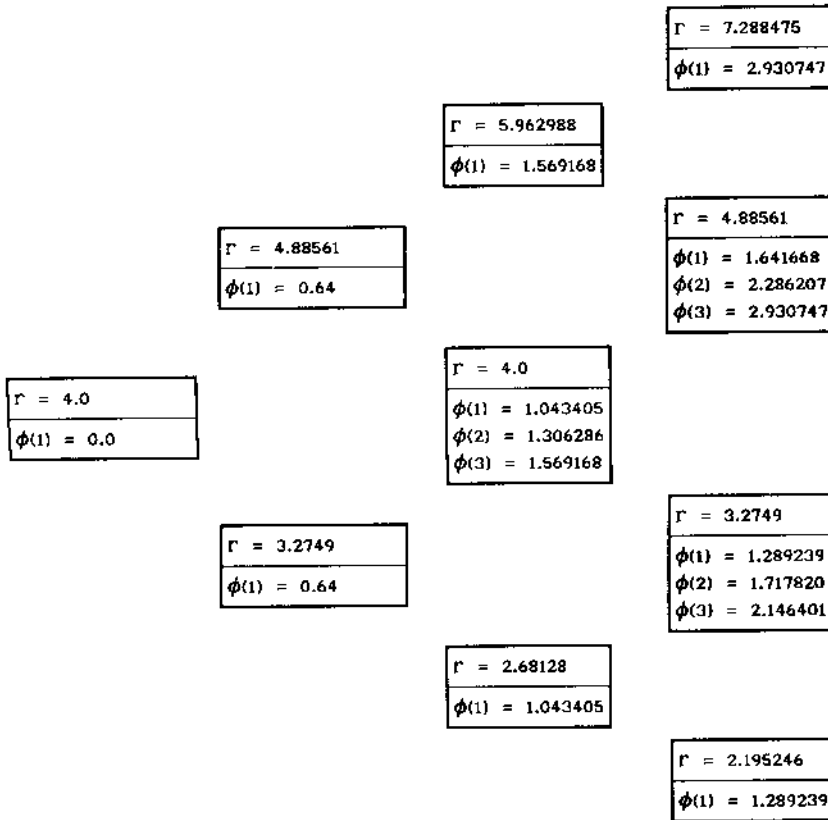 r = 4.0
ϕ(1) = 0.0
r = 4.88561
ϕ(1) = 0.64
r = 3.2749
ϕ(1) = 0.64
r = 5.962988
ϕ(1) = 1.569168
r = 4.0
ϕ(1) = 1.043405
ϕ(2) = 1.306286
ϕ(3) = 1.569168
r = 2.68128
ϕ(1) = 1.043405
r = 7.288475
ϕ(1) = 2.930747
r = 4.88561
ϕ(1) = 1.641668
ϕ(2) = 2.286207
ϕ(3) = 2.930747
r = 3.2749
ϕ(1) = 1.289239
ϕ(2) = 1.717820
ϕ(3) = 2.146401
r = 2.195246
ϕ(1) = 1.289239